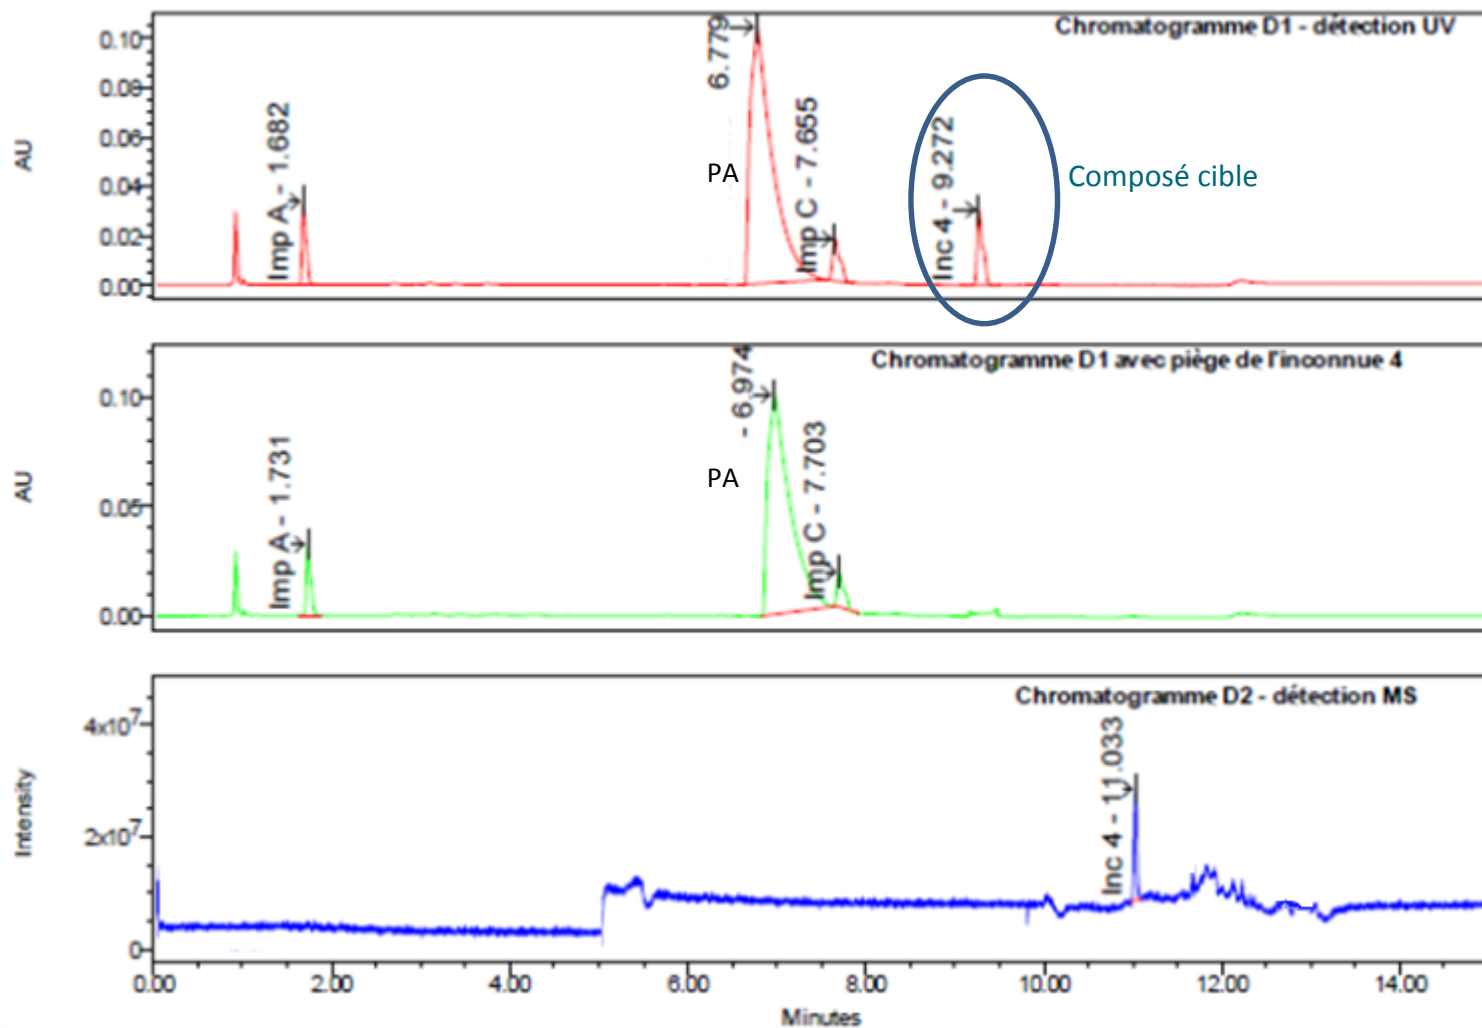 Chromatogramme D1 - détection UV
AU
0.10
0.08
0.06
0.04
0.02
0.00
Imp A - 1.682
PA
6.779
Imp C - 7.655
Inc 4 - 9.272
Composé cible
Chromatogramme D1 avec piège de l'inconnue 4
AU
0.10
0.05
0.00
Imp A - 1.731
PA
- 6.974
Imp C - 7.703
Chromatogramme D2 - détection MS
Intensity
4x10⁷
2x10⁷
0
Inc 4 - 11.033
0.00 2.00 4.00 6.00 8.00 10.00 12.00 14.00
Minutes